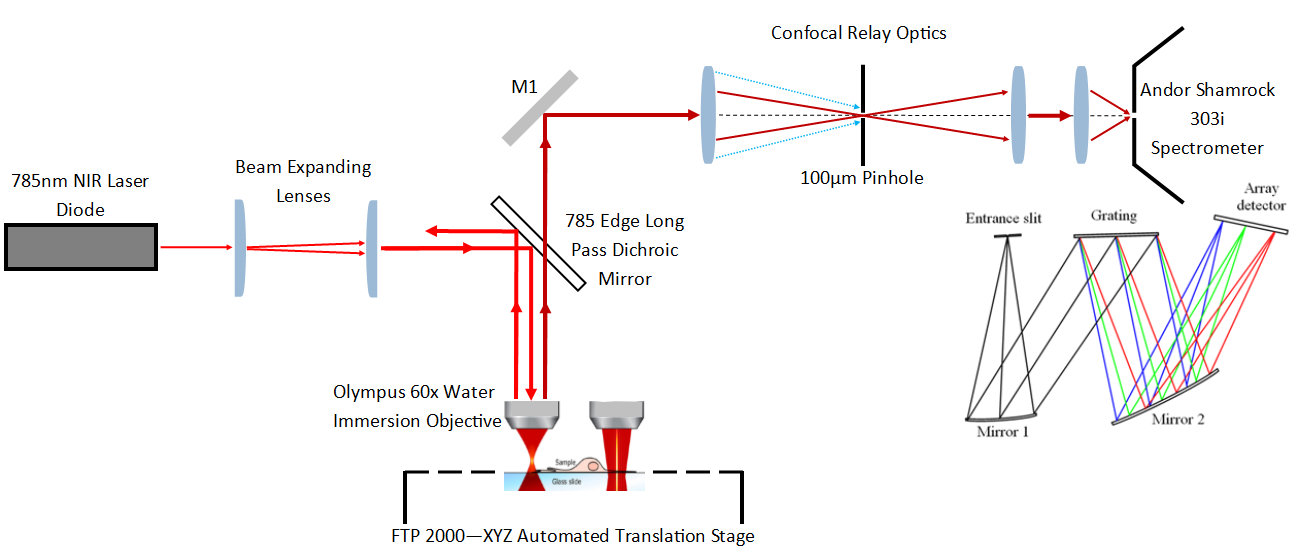 Confocal Relay Optics
M1
Andor Shamrock
303i
Spectrometer
Beam Expanding
Lenses
785nm NIR Laser
Diode
100µm Pinhole
785 Edge Long
Pass Dichroic
Mirror
Array
detector
Entrance slit
Grating
Olympus 60x Water
Immersion Objective
Mirror 1
Mirror 2
Sample
Glass slide
FTP 2000—XYZ Automated Translation Stage